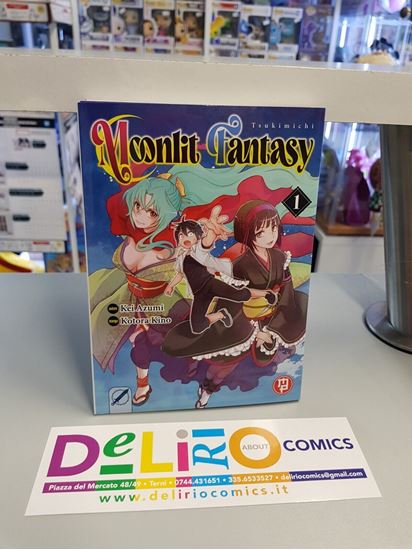 Tsukimichi
Moonlit Fantasy
1
Kei Azumi
Kotora Kino
DeLiRiO ABOUT COMICS
Piazza del Mercato 48/49 • Terni • 0744.431651 • 335.6533527 • deliriocomics@gmail.com
www.deliriocomics.it